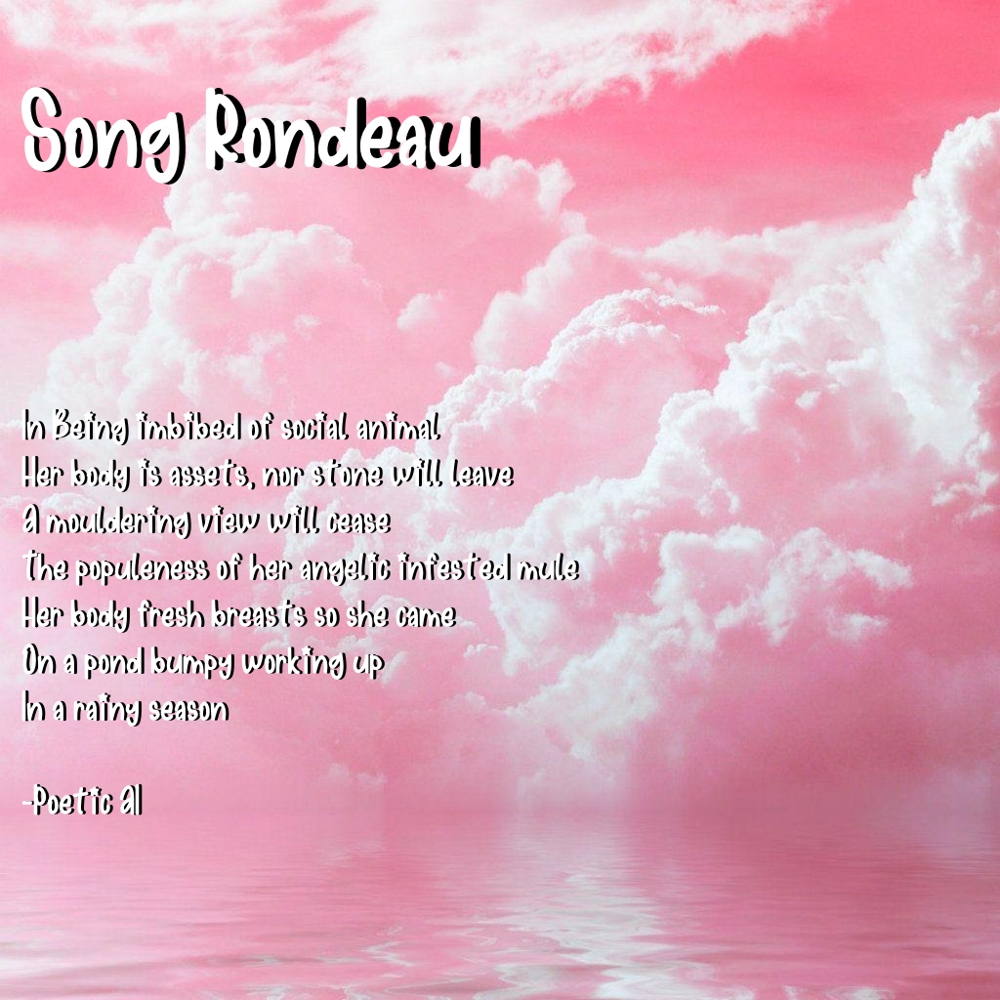 Song Rondeau
In Being imbibed of social animal
Her body is assets, nor stone will leave
A mouldering view will cease
The populeness of her angelic infested mule
Her body fresh breasts so she came
On a pond bumpy working up
In a rainy season
-Poetic AI